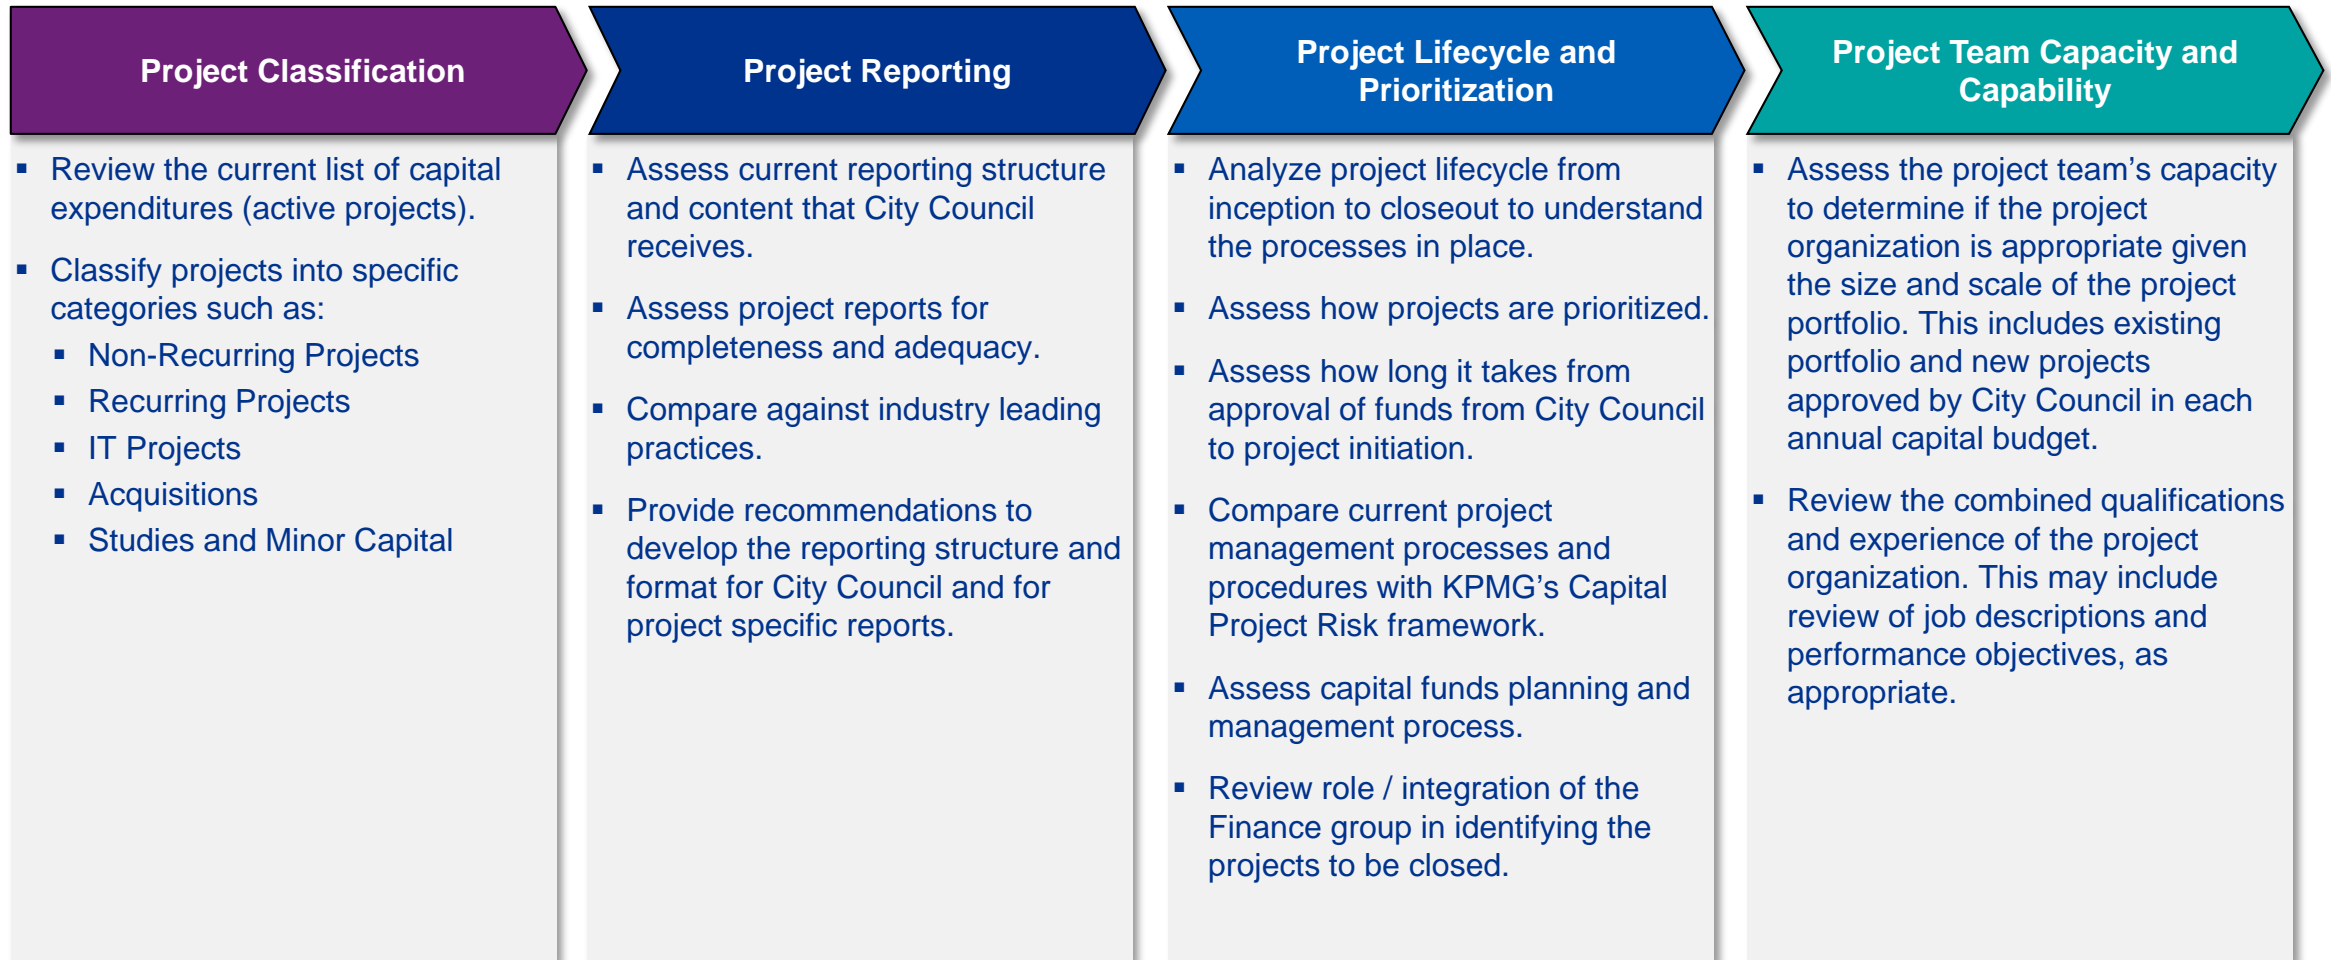 Project Classification
▪ Review the current list of capital
expenditures (active projects).
▪ Classify projects into specific
categories such as:
▪ Non-Recurring Projects
▪ Recurring Projects
▪ IT Projects
▪ Acquisitions
▪ Studies and Minor Capital
Project Reporting
▪ Assess current reporting structure
and content that City Council
receives.
▪ Assess project reports for
completeness and adequacy.
▪ Compare against industry leading
practices.
▪ Provide recommendations to
develop the reporting structure and
format for City Council and for
project specific reports.
Project Lifecycle and
Prioritization
▪ Analyze project lifecycle from
inception to closeout to understand
the processes in place.
▪ Assess how projects are prioritized.
▪ Assess how long it takes from
approval of funds from City Council
to project initiation.
▪ Compare current project
management processes and
procedures with KPMG’s Capital
Project Risk framework.
▪ Assess capital funds planning and
management process.
▪ Review role / integration of the
Finance group in identifying the
projects to be closed.
Project Team Capacity and
Capability
▪ Assess the project team’s capacity
to determine if the project
organization is appropriate given
the size and scale of the project
portfolio. This includes existing
portfolio and new projects
approved by City Council in each
annual capital budget.
▪ Review the combined qualifications
and experience of the project
organization. This may include
review of job descriptions and
performance objectives, as
appropriate.